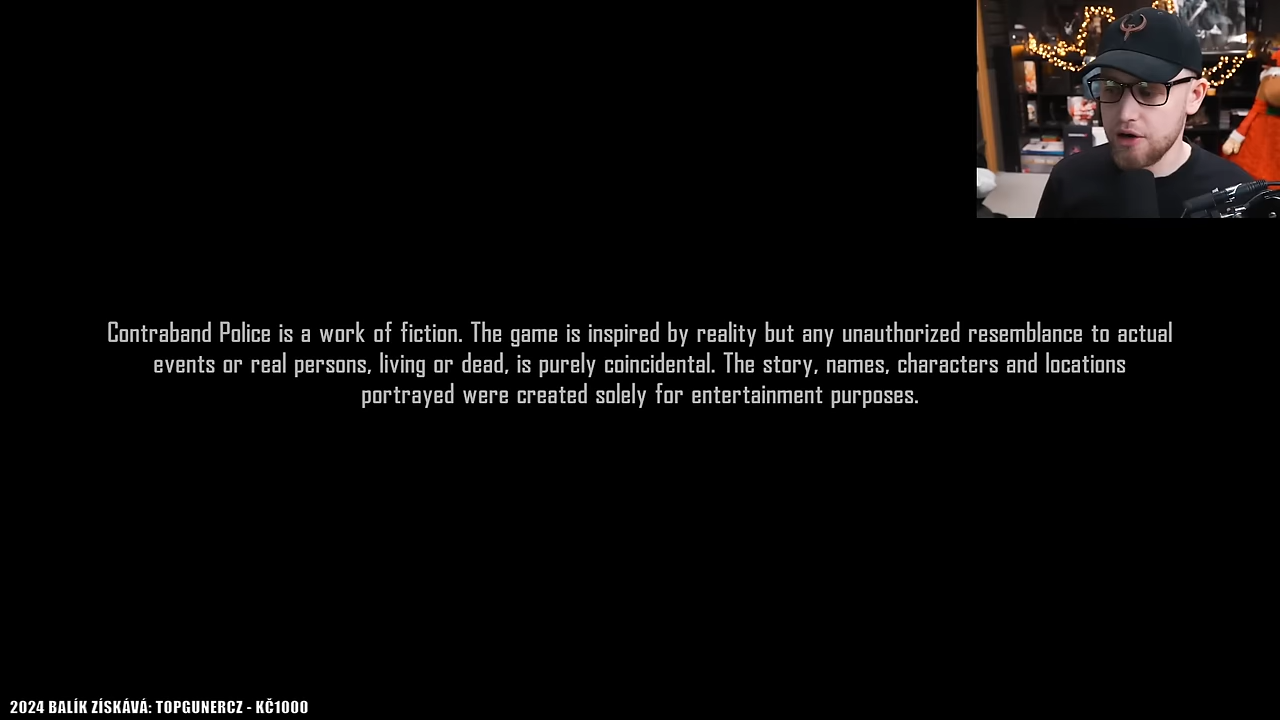 Contraband Police is a work of fiction. The game is inspired by reality but any unauthorized resemblance to actual
events or real persons, living or dead, is purely coincidental. The story, names, characters and locations
portrayed were created solely for entertainment purposes.
2024 BALÍK ZÍSKÁVÁ: TOPGUNERCZ - KČ1000